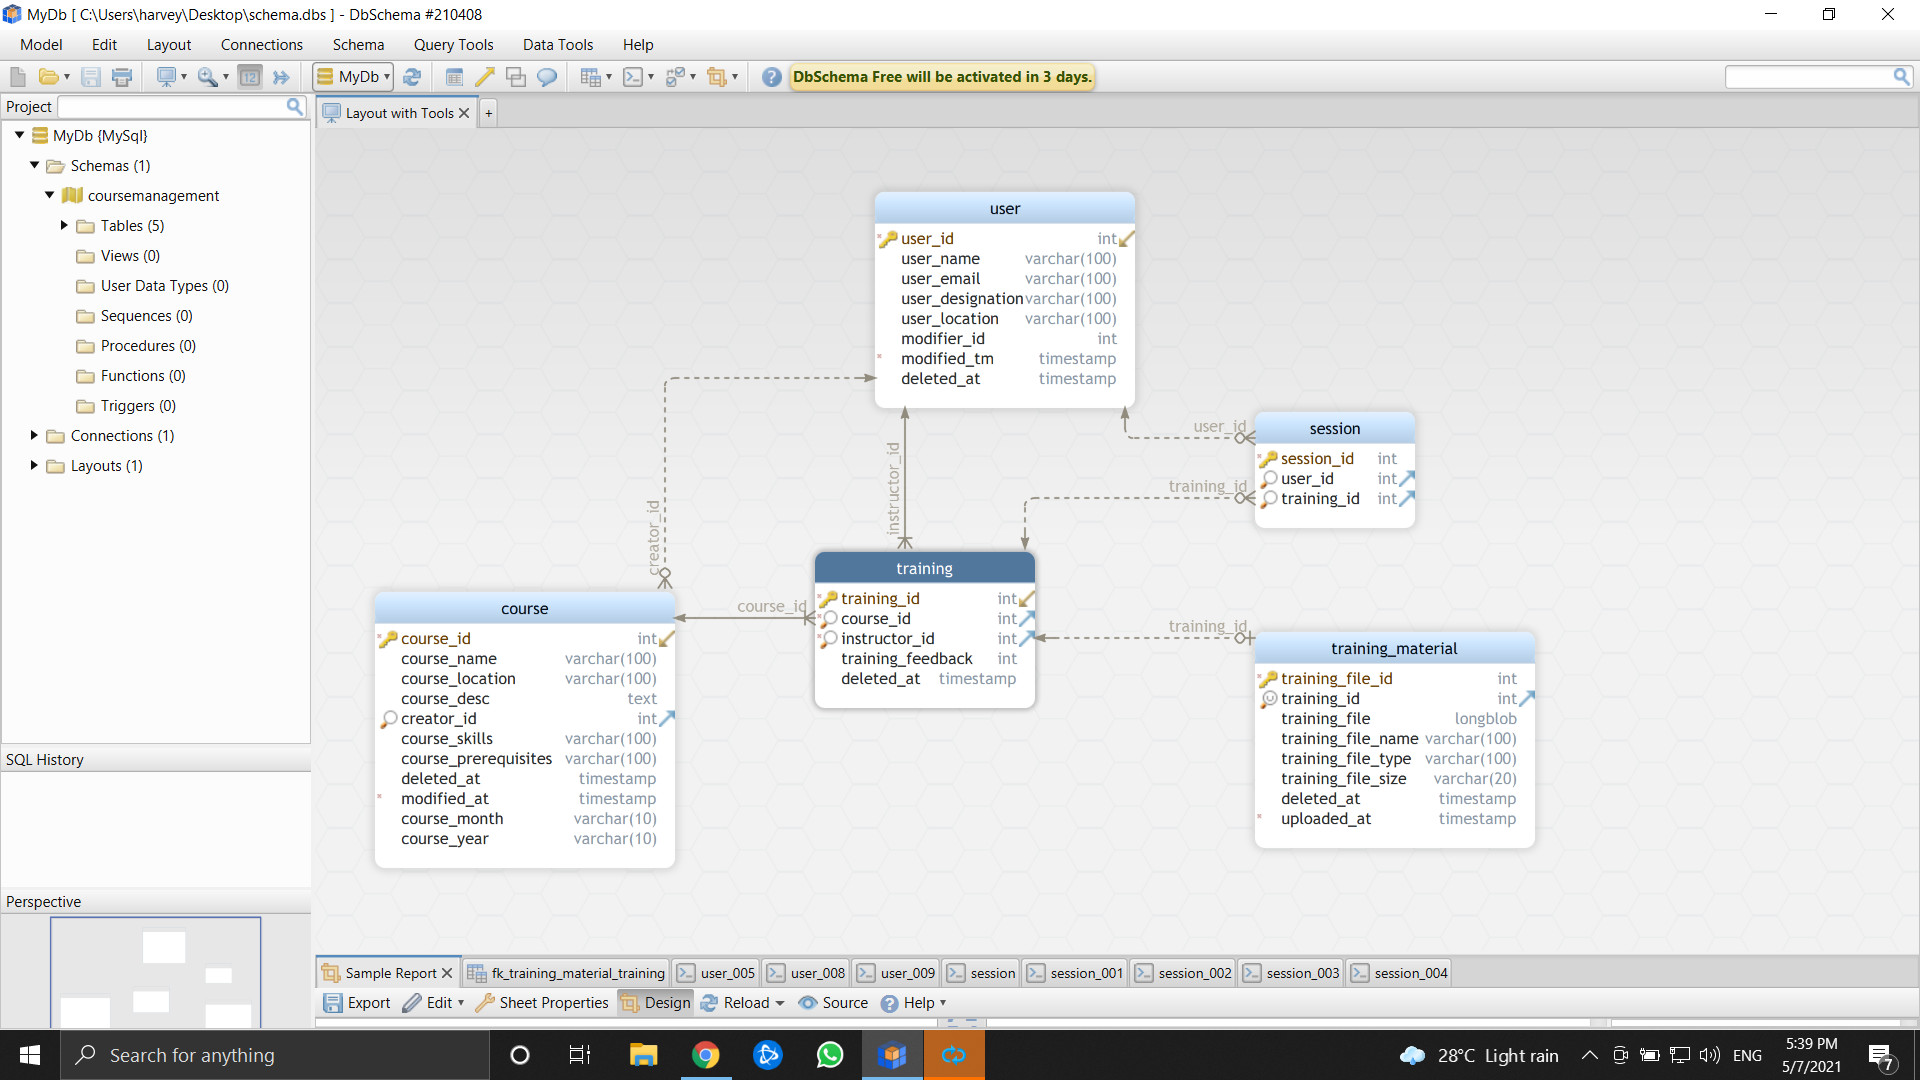 MyDb [ C:\Users\harvey\Desktop\schema.dbs ] - DbSchema #210408
Model Edit Layout Connections Schema Query Tools Data Tools Help
12 MyDb DbSchema Free will be activated in 3 days.
Project
Layout with Tools +
MyDb {MySql}
Schemas (1)
coursemanagement
Tables (5)
Views (0)
User Data Types (0)
Sequences (0)
Procedures (0)
Functions (0)
Triggers (0)
Connections (1)
Layouts (1)
SQL History
Perspective
user
user_id int
user_name varchar(100)
user_email varchar(100)
user_designation varchar(100)
user_location varchar(100)
modifier_id int
modified_tm timestamp
deleted_at timestamp
user_id
training_id
session
session_id int
user_id int
training_id int
instructor_id
creator_id
course_id
training_id
training
training_id int
course_id int
instructor_id int
training_feedback int
deleted_at timestamp
course
course_id int
course_name varchar(100)
course_location varchar(100)
course_desc text
creator_id int
course_skills varchar(100)
course_prerequisites varchar(100)
deleted_at timestamp
modified_at timestamp
course_month varchar(10)
course_year varchar(10)
training_material
training_file_id int
training_id int
training_file longblob
training_file_name varchar(100)
training_file_type varchar(100)
training_file_size varchar(20)
deleted_at timestamp
uploaded_at timestamp
Sample Report fk_training_material_training user_005 user_008 user_009 session session_001 session_002 session_003 session_004
Export Edit Sheet Properties Design Reload Source Help
Search for anything
28°C Light rain ENG
5:39 PM
5/7/2021
7